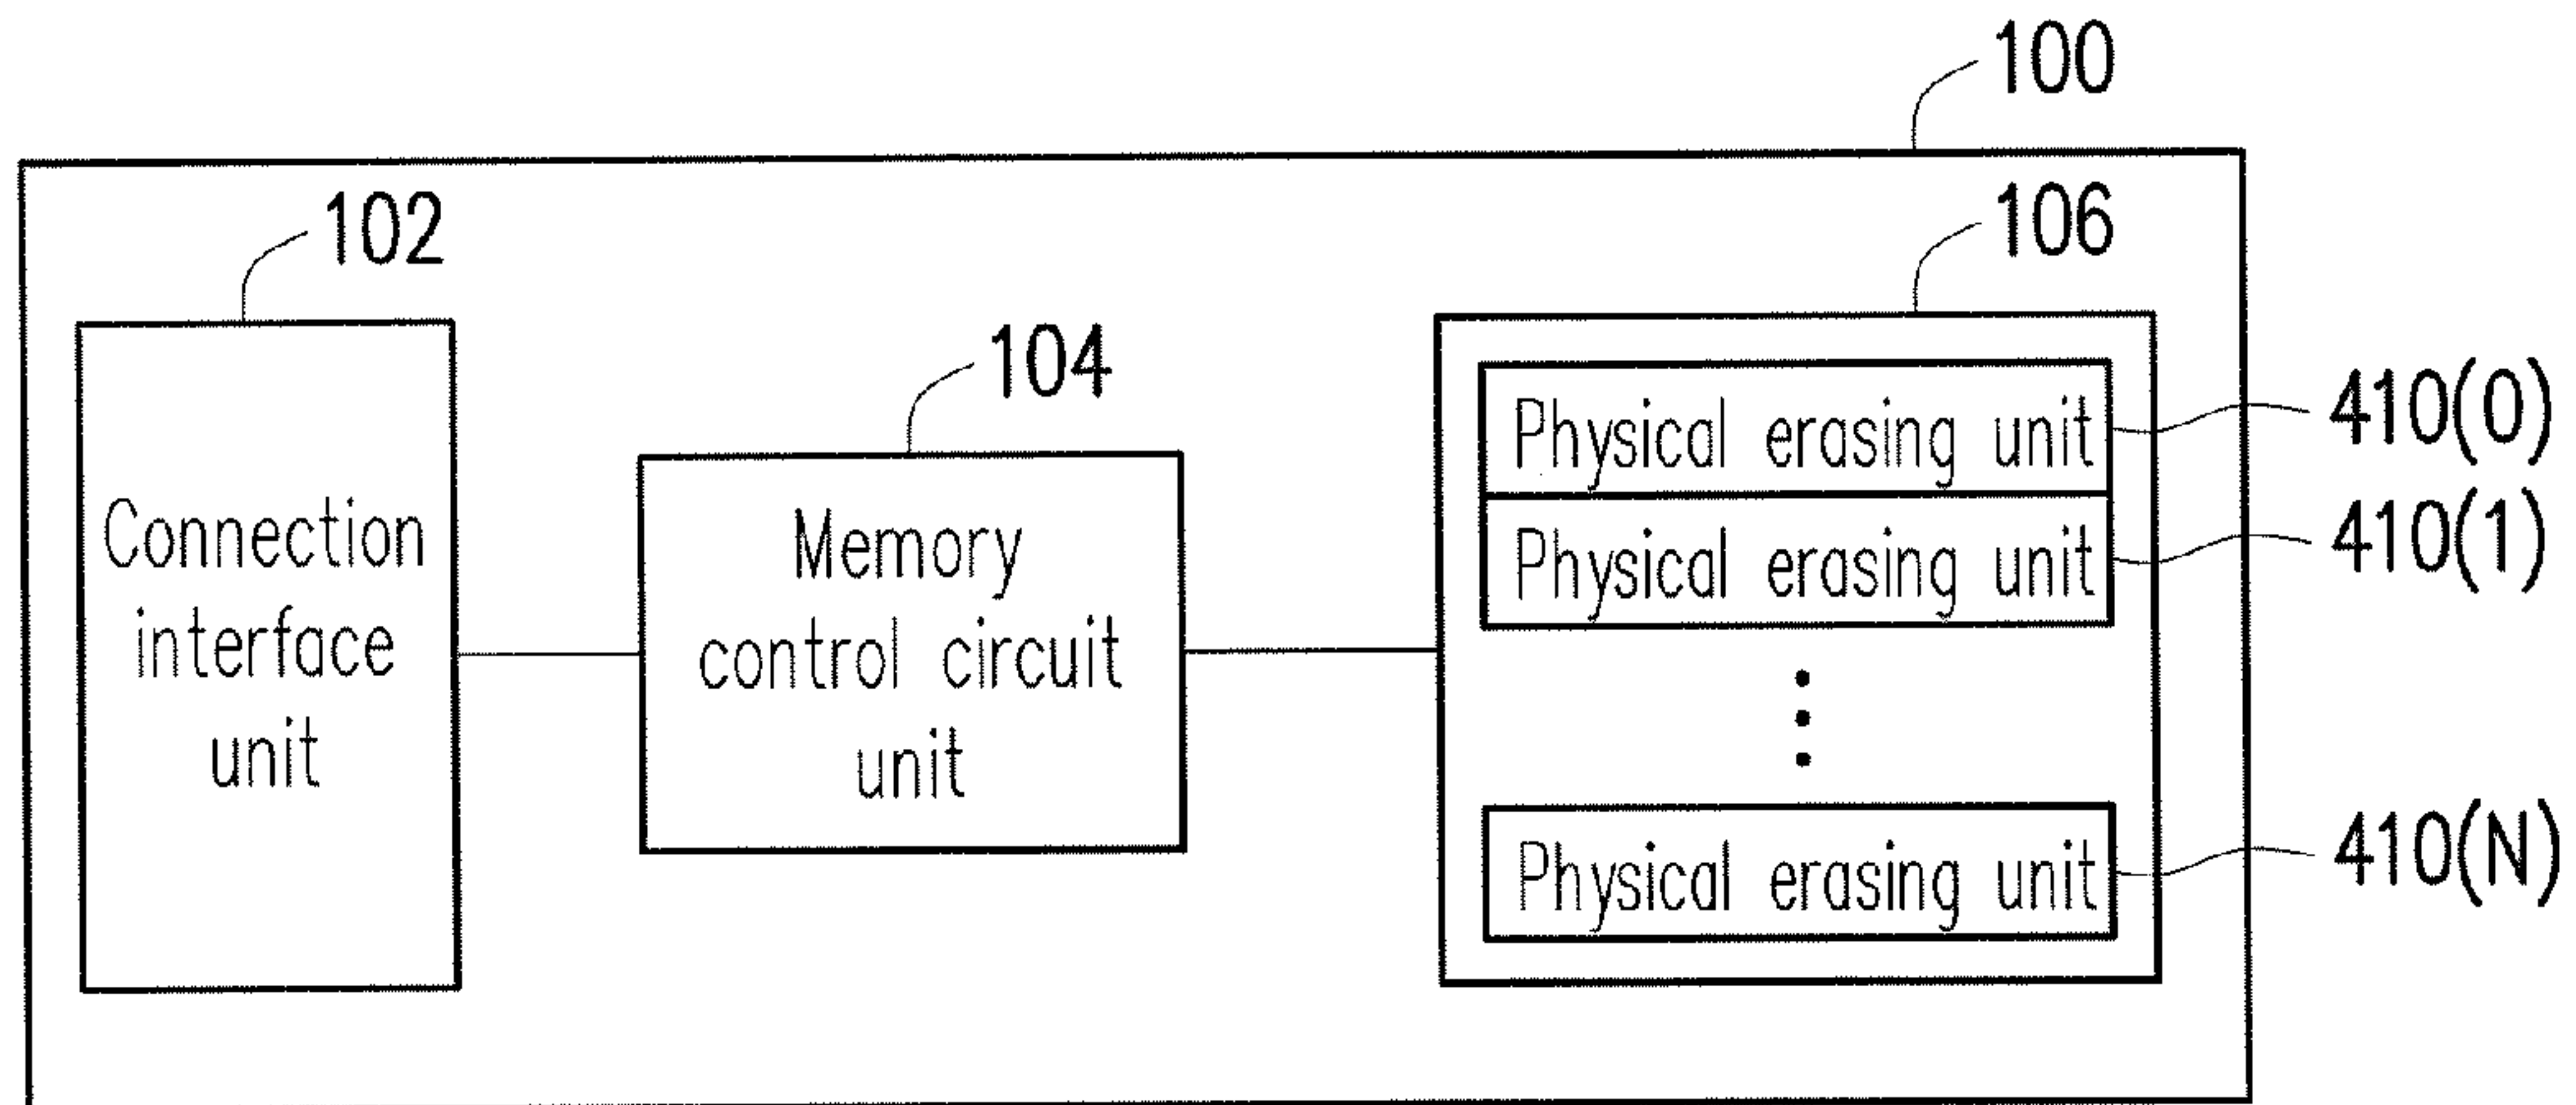 100
102
106
104
Physical erasing unit
410(0)
Physical erasing unit
410(1)
Connection
interface
unit
Memory
control circuit
unit
Physical erasing unit
410(N)